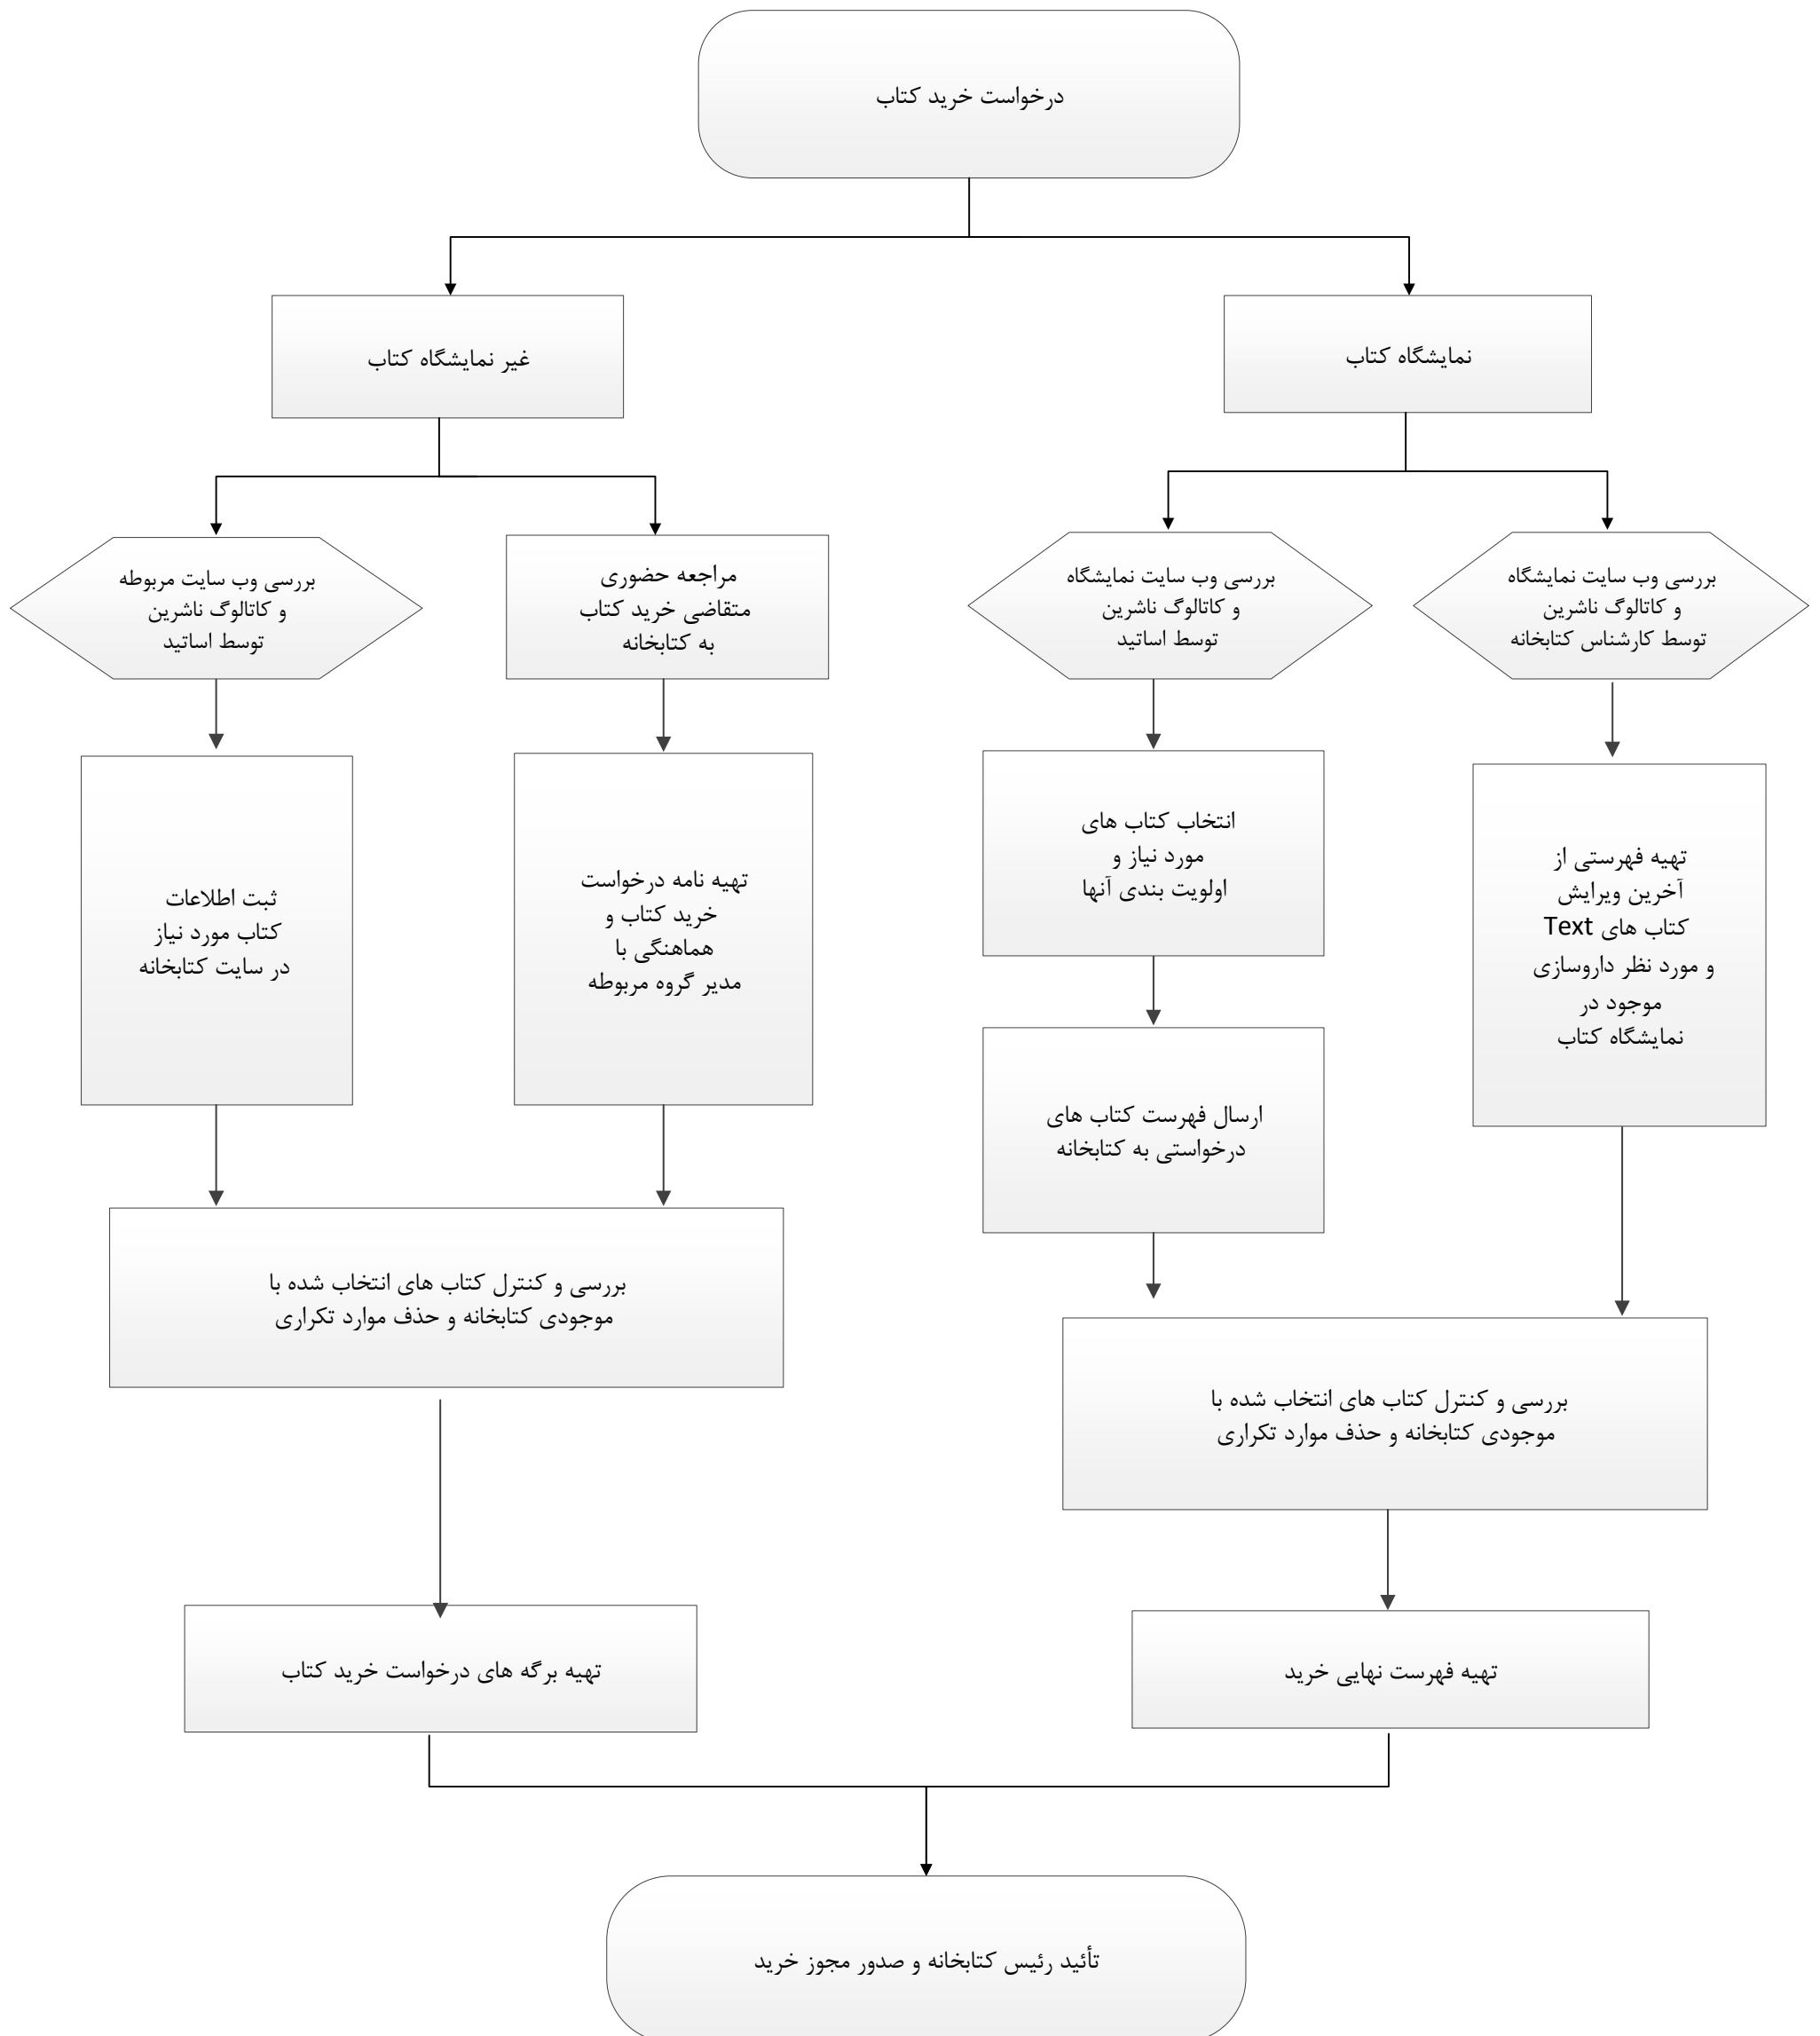 درخواست خرید کتاب
نمایشگاه کتاب
غیر نمایشگاه کتاب
بررسی وب سایت نمایشگاه
و کاتالوگ ناشرین
توسط کارشناس کتابخانه
بررسی وب سایت نمایشگاه
و کاتالوگ ناشرین
توسط اساتید
مراجعه حضوری
متقاضی خرید کتاب
به کتابخانه
بررسی وب سایت مربوطه
و کاتالوگ ناشرین
توسط اساتید
تهیه فهرستی از
آخرین ویرایش
کتاب های Text
و مورد نظر داروسازی
موجود در
نمایشگاه کتاب
انتخاب کتاب های
مورد نیاز و
اولویت بندی آنها
تهیه نامه درخواست
خرید کتاب و
هماهنگی با
مدیر گروه مربوطه
ثبت اطلاعات
کتاب مورد نیاز
در سایت کتابخانه
ارسال فهرست کتاب های
درخواستی به کتابخانه
بررسی و کنترل کتاب های انتخاب شده با
موجودی کتابخانه و حذف موارد تکراری
بررسی و کنترل کتاب های انتخاب شده با
موجودی کتابخانه و حذف موارد تکراری
تهیه فهرست نهایی خرید
تهیه برگه های درخواست خرید کتاب
تأئید رئیس کتابخانه و صدور مجوز خرید